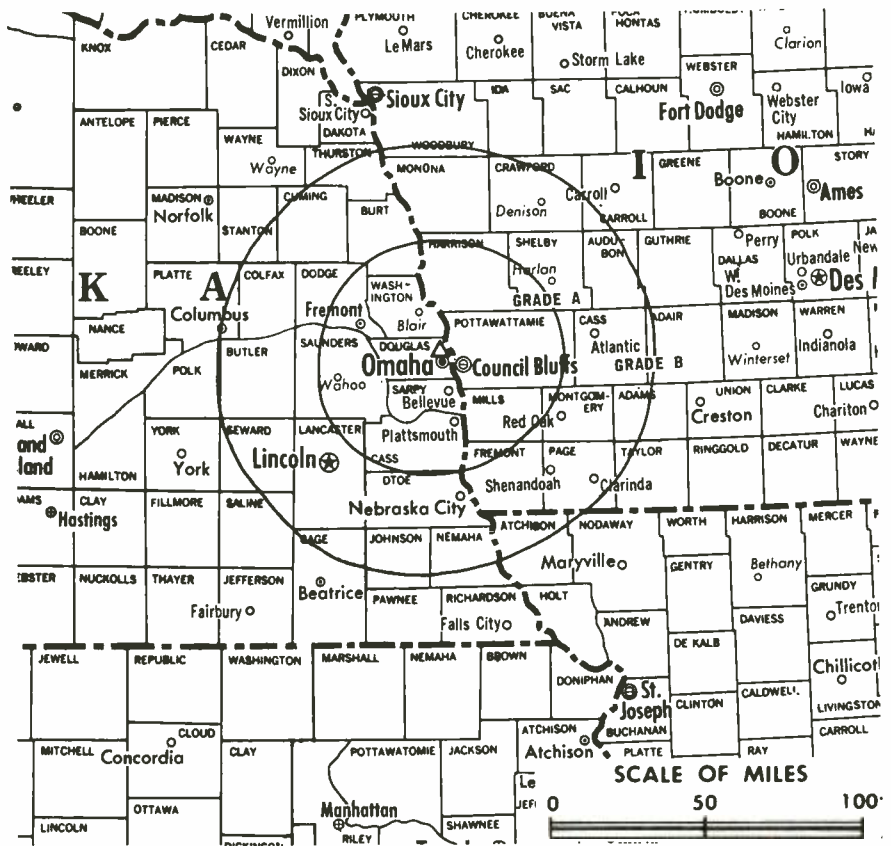 PLYMOUTH
CHEROKEE
BUENA
VISTA
HONTAS
Vermillion
LeMars
Cherokee
Clarion
KNOX
CEDAR
Storm Lake
WEBSTER
DIXON
IDA
SAC
CALHOUN
Iowa
S.
Sioux City
Sioux City
Fort Dodge
Webster
City
ANTELOPE
PIERCE
DAKOTA
HAMILTON
WAYNE
THURSTON
WOODBURY
I
O
STORY
Wayne
MONONA
CRAWFORD
GREENE
Boone
Ames
MADISON
Norfolk
CUMING
Denison
Carroll
CARROLL
BOONE
BURT
BOONE
STANTON
HARRISON
SHELBY
AUDU-
BON
GUTHRIE
Perry
POLK
DALLAS
Urbandale
W.
Des Moines
PLATTE
COLFAX
DODGE
WASH-
INGTON
Harlan
K
A
GRADE A
Columbus
Fremont
Blair
POTTAWATTAMIE
CASS
ADAIR
MADISON
WARREN
NANCE
SAUNDERS
DOUGLAS
Atlantic
Indianola
MERRICK
POLK
BUTLER
Omaha
Council Bluffs
GRADE B
Winterset
Wahoo
SARPY
Bellevue
MILLS
MONTGOM-
ERY
ADAMS
UNION
CLARKE
LUCAS
Red Oak
Creston
Chariton
YORK
SEWARD
LANCASTER
Plattsmouth
Lincoln
CASS
FREMONT
PAGE
TAYLOR
RINGGOLD
DECATUR
WAYNE
York
HAMILTON
OTOE
Shenandoah
Clarinda
CLAY
FILLMORE
SALINE
Nebraska City
Hastings
ATCHISON
NODAWAY
WORTH
HARRISON
MERCER
GAGE
JOHNSON
NEMAHA
Maryville
GENTRY
Bethany
NUCKOLLS
THAYER
JEFFERSON
Beatrice
GRUNDY
Fairbury
PAWNEE
RICHARDSON
HOLT
Falls City
ANDREW
DAVIESS
DE KALB
JEWELL
REPUBLIC
WASHINGTON
MARSHALL
NEMAHA
BROWN
DONIPHAN
St.
Joseph
CLINTON
CALDWELL
LIVINGSTON
MITCHELL
CLOUD
Concordia
CLAY
POTTAWATOMIE
JACKSON
ATCHISON
Atchison
BUCHANAN
PLATTE
RAY
CARROLL
OTTAWA
Manhattan
LINCOLN
RILEY
SHAWNEE
SCALE OF MILES
0 50 100